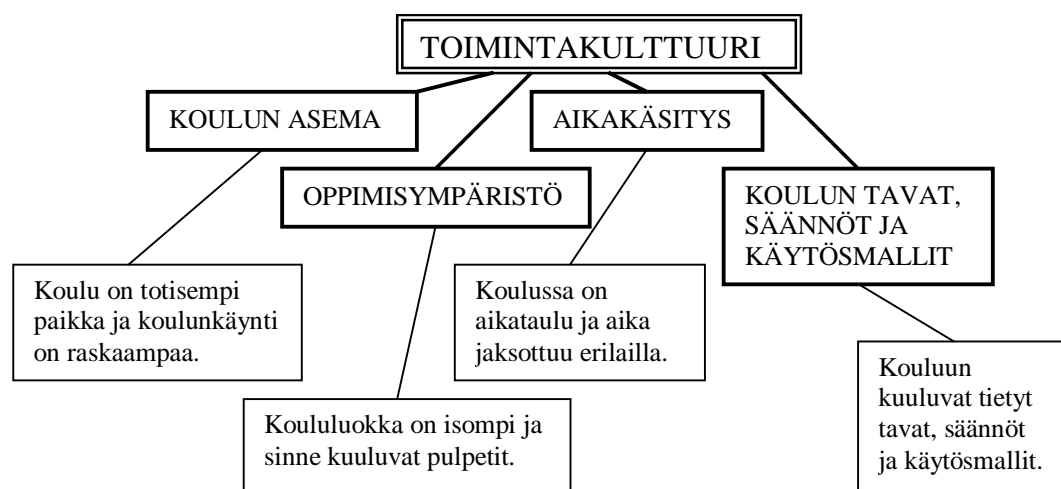 TOIMINTAKULTTUURI
KOULUN ASEMA
AIKAKÄSITYS
OPPIMISYMPÄRISTÖ
KOULUN TAVAT,
SÄÄNNÖT JA
KÄYTÖSMALLIT
Koulu on totisempi
paikka ja koulunkäynti
on raskaampaa.
Koulussa on
aikataulu ja aika
jaksottuu erilailla.
Koululuokka on isompi ja
sinne kuuluvat pulpetit.
Kouluun
kuuluvat tietyt
tavat, säännöt
ja käytösmallit.